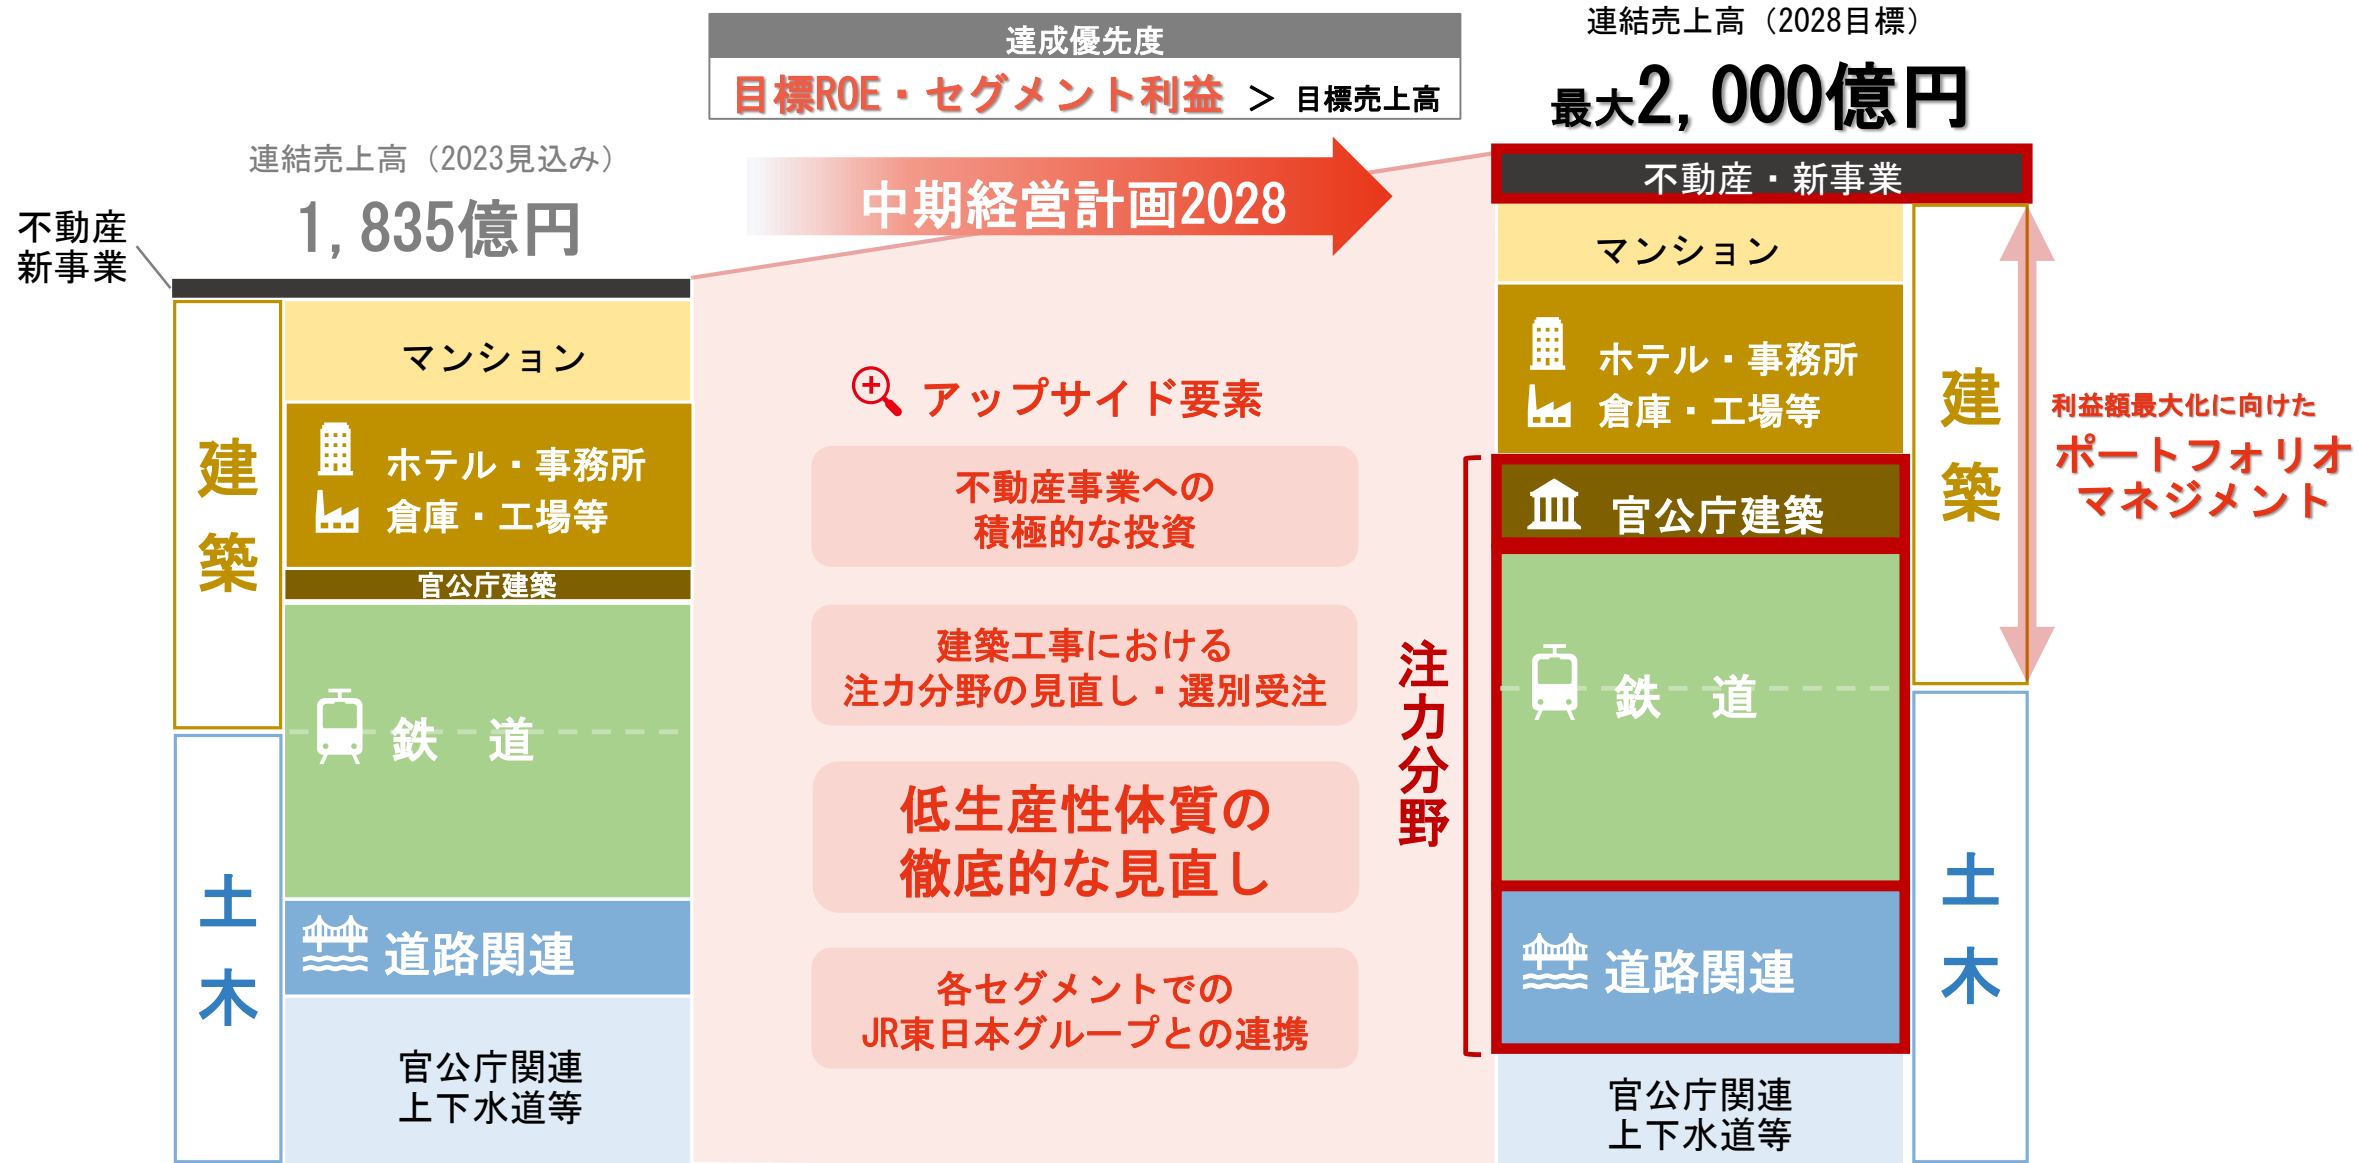 達成優先度
目標ROE・セグメント利益 ＞ 目標売上高
連結売上高（2028目標）
最大2,000億円
連結売上高（2023見込み）
1,835億円
不動産
新事業
中期経営計画2028
建築
土木
マンション
ホテル・事務所
倉庫・工場等
官公庁建築
鉄　道
道路関連
官公庁関連
上下水道等
アップサイド要素
不動産事業への
積極的な投資
建築工事における
注力分野の見直し・選別受注
低生産性体質の
徹底的な見直し
各セグメントでの
JR東日本グループとの連携
注力分野
不動産・新事業
マンション
ホテル・事務所
倉庫・工場等
官公庁建築
鉄　道
道路関連
官公庁関連
上下水道等
建築
土木
利益額最大化に向けた
ポートフォリオ
マネジメント